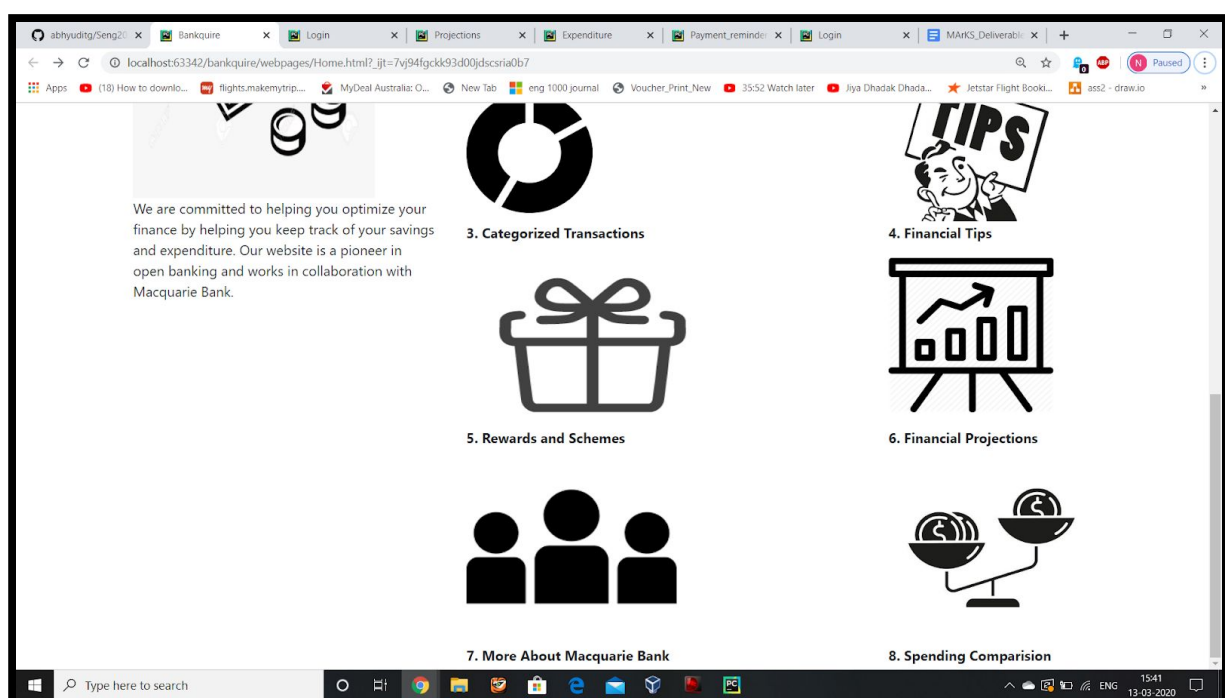 abhyuditg/Seng20
Bankquire
Login
Projections
Expenditure
Payment_reminder
Login
MArKS_Deliverable
localhost:63342/bankquire/webpages/Home.html?_ijt=7vj94fgckk93d00jdscsria0b7
N Paused
Apps
(18) How to downlo...
flights.makemytrip....
MyDeal Australia: O...
New Tab
eng 1000 journal
Voucher_Print_New
35:52 Watch later
Jiya Dhadak Dhada...
Jetstar Flight Booki...
ass2 - draw.io
»
TIPS
We are committed to helping you optimize your
finance by helping you keep track of your savings
and expenditure. Our website is a pioneer in
open banking and works in collaboration with
Macquarie Bank.
3. Categorized Transactions
4. Financial Tips
5. Rewards and Schemes
6. Financial Projections
7. More About Macquarie Bank
8. Spending Comparision
Type here to search
PC
ENG
15:41
13-03-2020